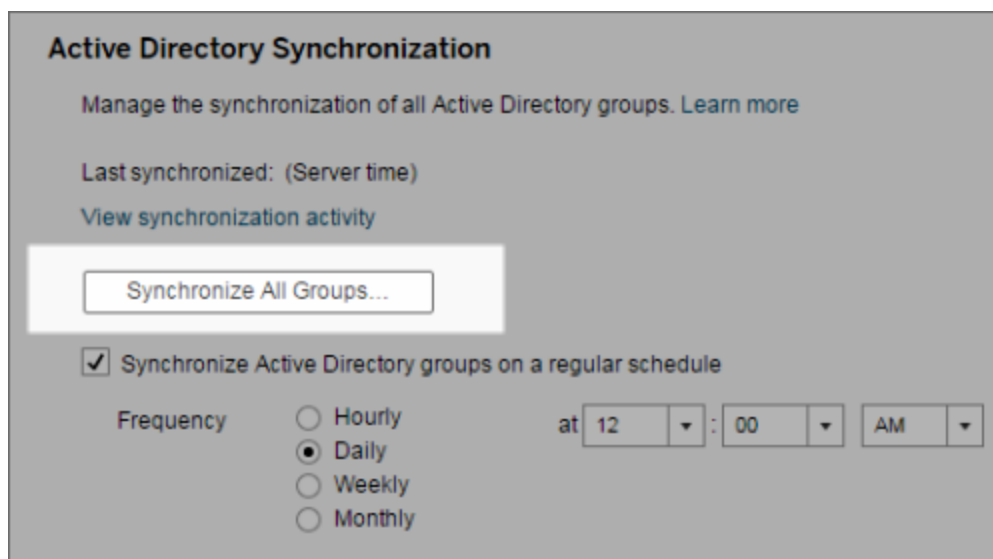 Active Directory Synchronization
Manage the synchronization of all Active Directory groups. Learn more
Last synchronized: (Server time)
View synchronization activity
Synchronize All Groups...
Synchronize Active Directory groups on a regular schedule
Frequency Hourly at 12 : 00 AM
Daily
Weekly
Monthly